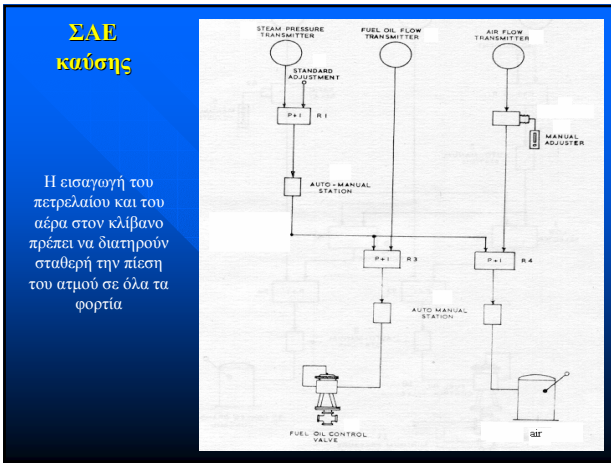 ΣΑΕ
καύσης
Η εισαγωγή του
πετρελαίου και του
αέρα στον κλίβανο
πρέπει να διατηρούν
σταθερή την πίεση
του ατμού σε όλα τα
φορτία
STEAM PRESSURE
TRANSMITTER
FUEL OIL FLOW
TRANSMITTER
AIR FLOW
TRANSMITTER
STANDARD
ADJUSTMENT
P+I R1
MANUAL
ADJUSTER
AUTO-MANUAL
STATION
P+I R3
P+I R4
AUTO MANUAL
STATION
FUEL OIL CONTROL
VALVE
air